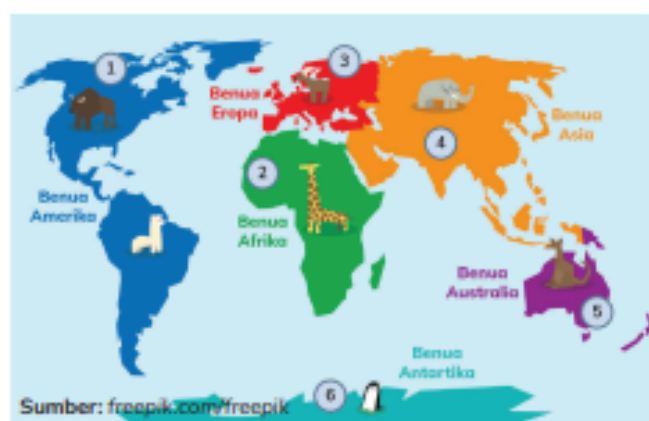 1
3
Benua
Eropa
Benua
Asia
4
2
Benua
Amerika
Benua
Afrika
Benua
Australia
5
Benua
Antartika
6
Sumber: freepik.com/freepik